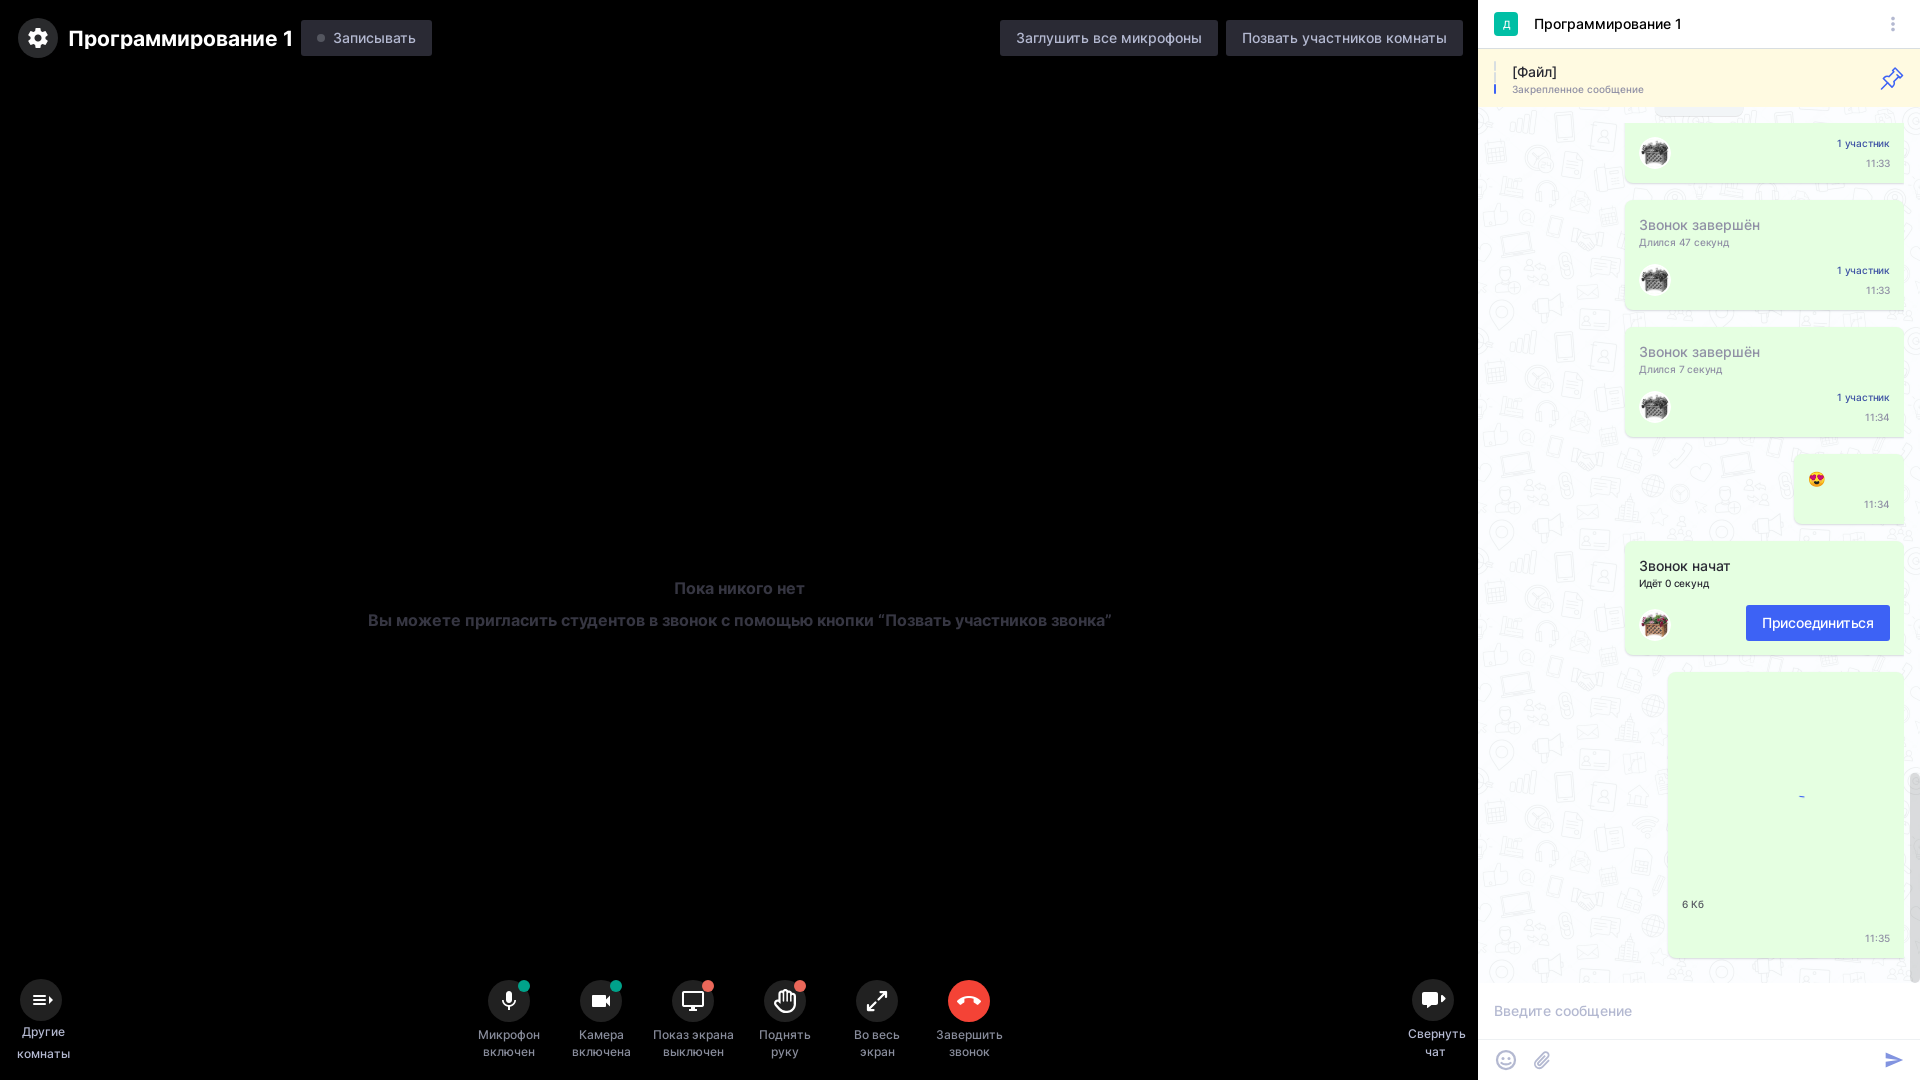 Программирование 1
Записывать
Заглушить все микрофоны
Позвать участников комнаты
Пока никого нет
Вы можете пригласить студентов в звонок с помощью кнопки “Позвать участников звонка”
Другие
комнаты
Микрофон
включен
Камера
включена
Показ экрана
выключен
Поднять
руку
Во весь
экран
Завершить
звонок
Свернуть
чат
Д
Программирование 1
[Файл]
Закрепленное сообщение
1 участник
11:33
Звонок завершён
Длился 47 секунд
1 участник
11:33
Звонок завершён
Длился 7 секунд
1 участник
11:34
😍
11:34
Звонок начат
Идёт 0 секунд
Присоединиться
6 Кб
11:35
Введите сообщение